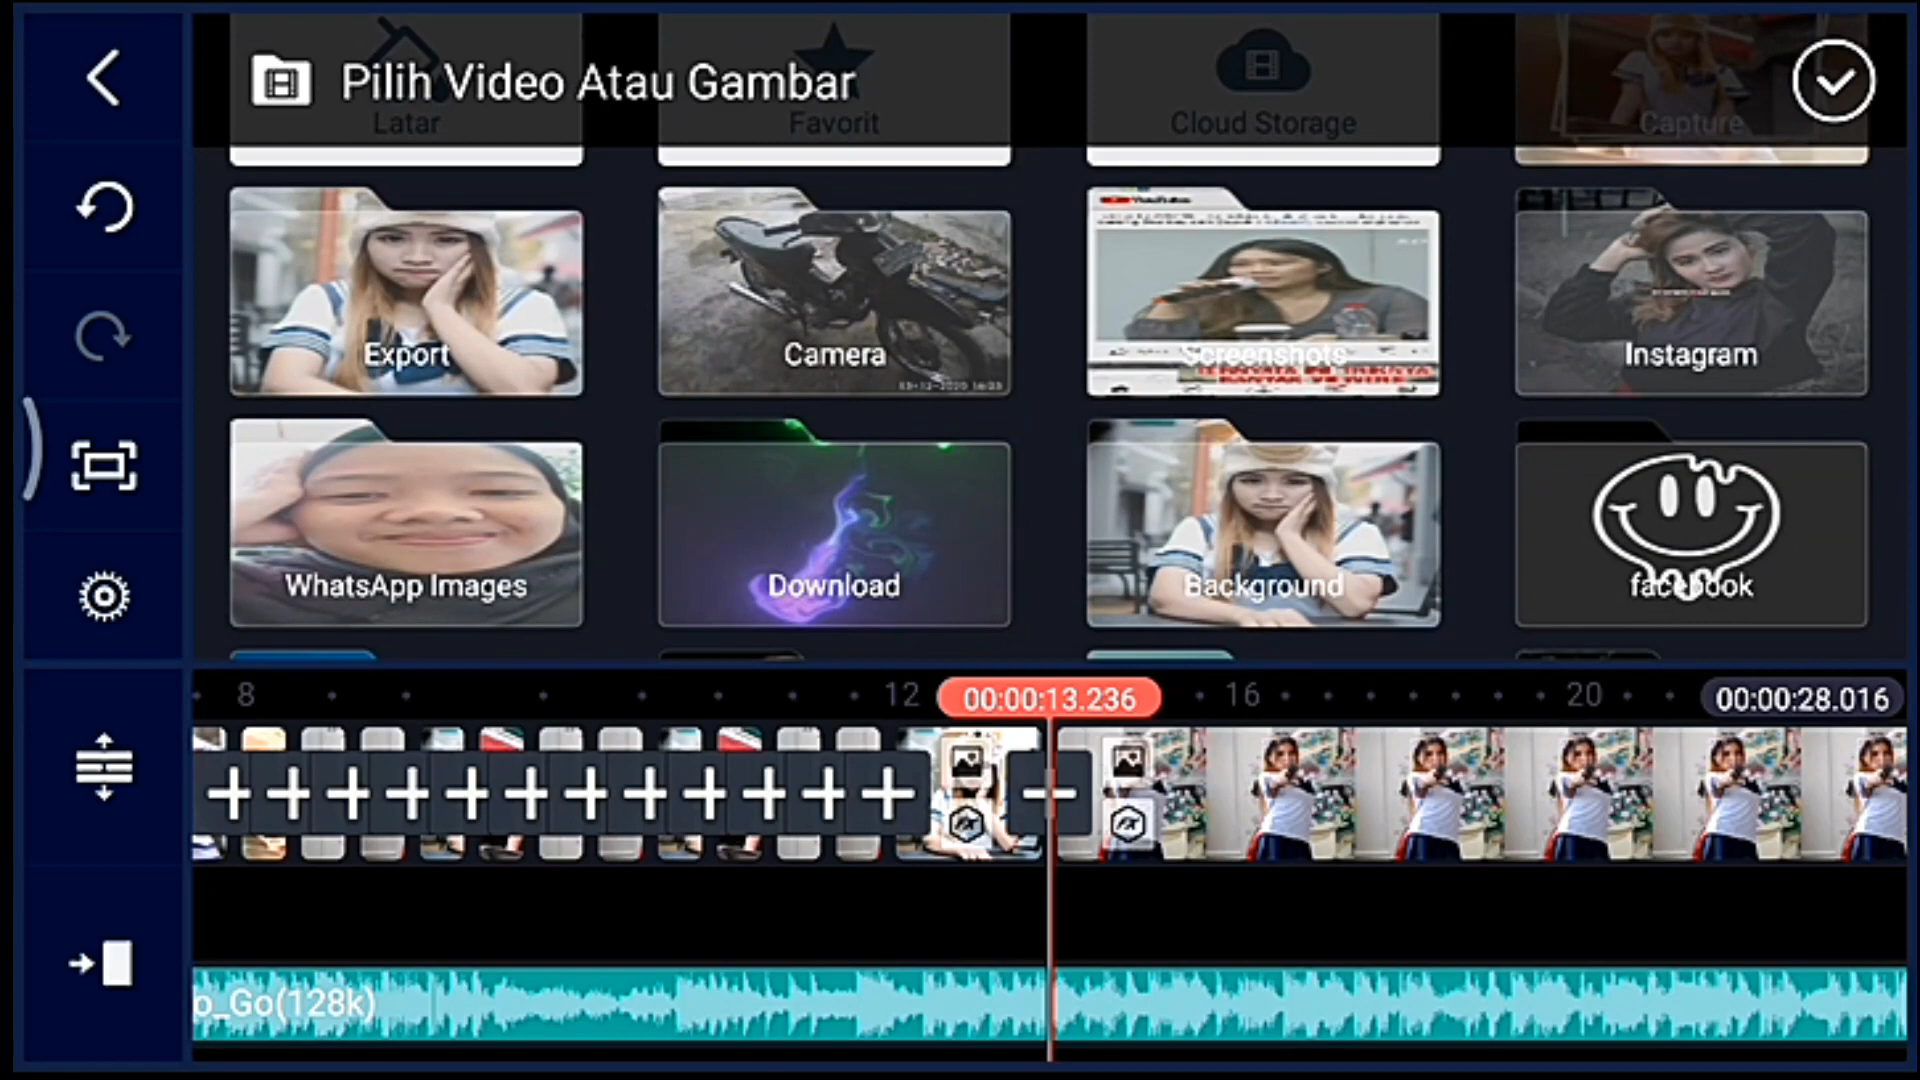 Pilih Video Atau Gambar
Latar
Favorit
Cloud Storage
Capture
Export
Camera
Screenshots
Instagram
WhatsApp Images
Download
Background
facebook
8
12
00:00:13.236
16
20
00:00:28.016
p_Go(128k)